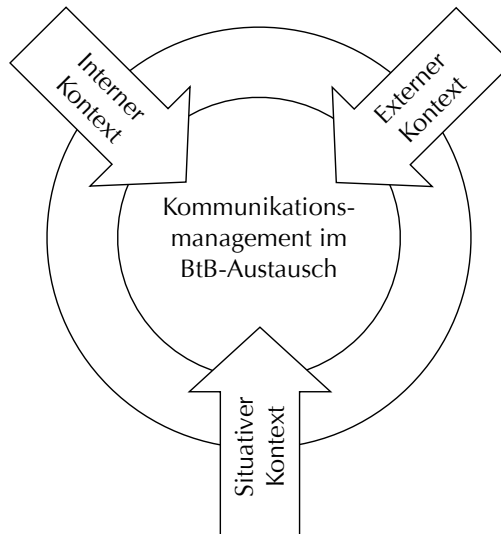 Interner
Kontext
Externer
Kontext
Kommunikations-
management im
BtB-Austausch
Situativer
Kontext